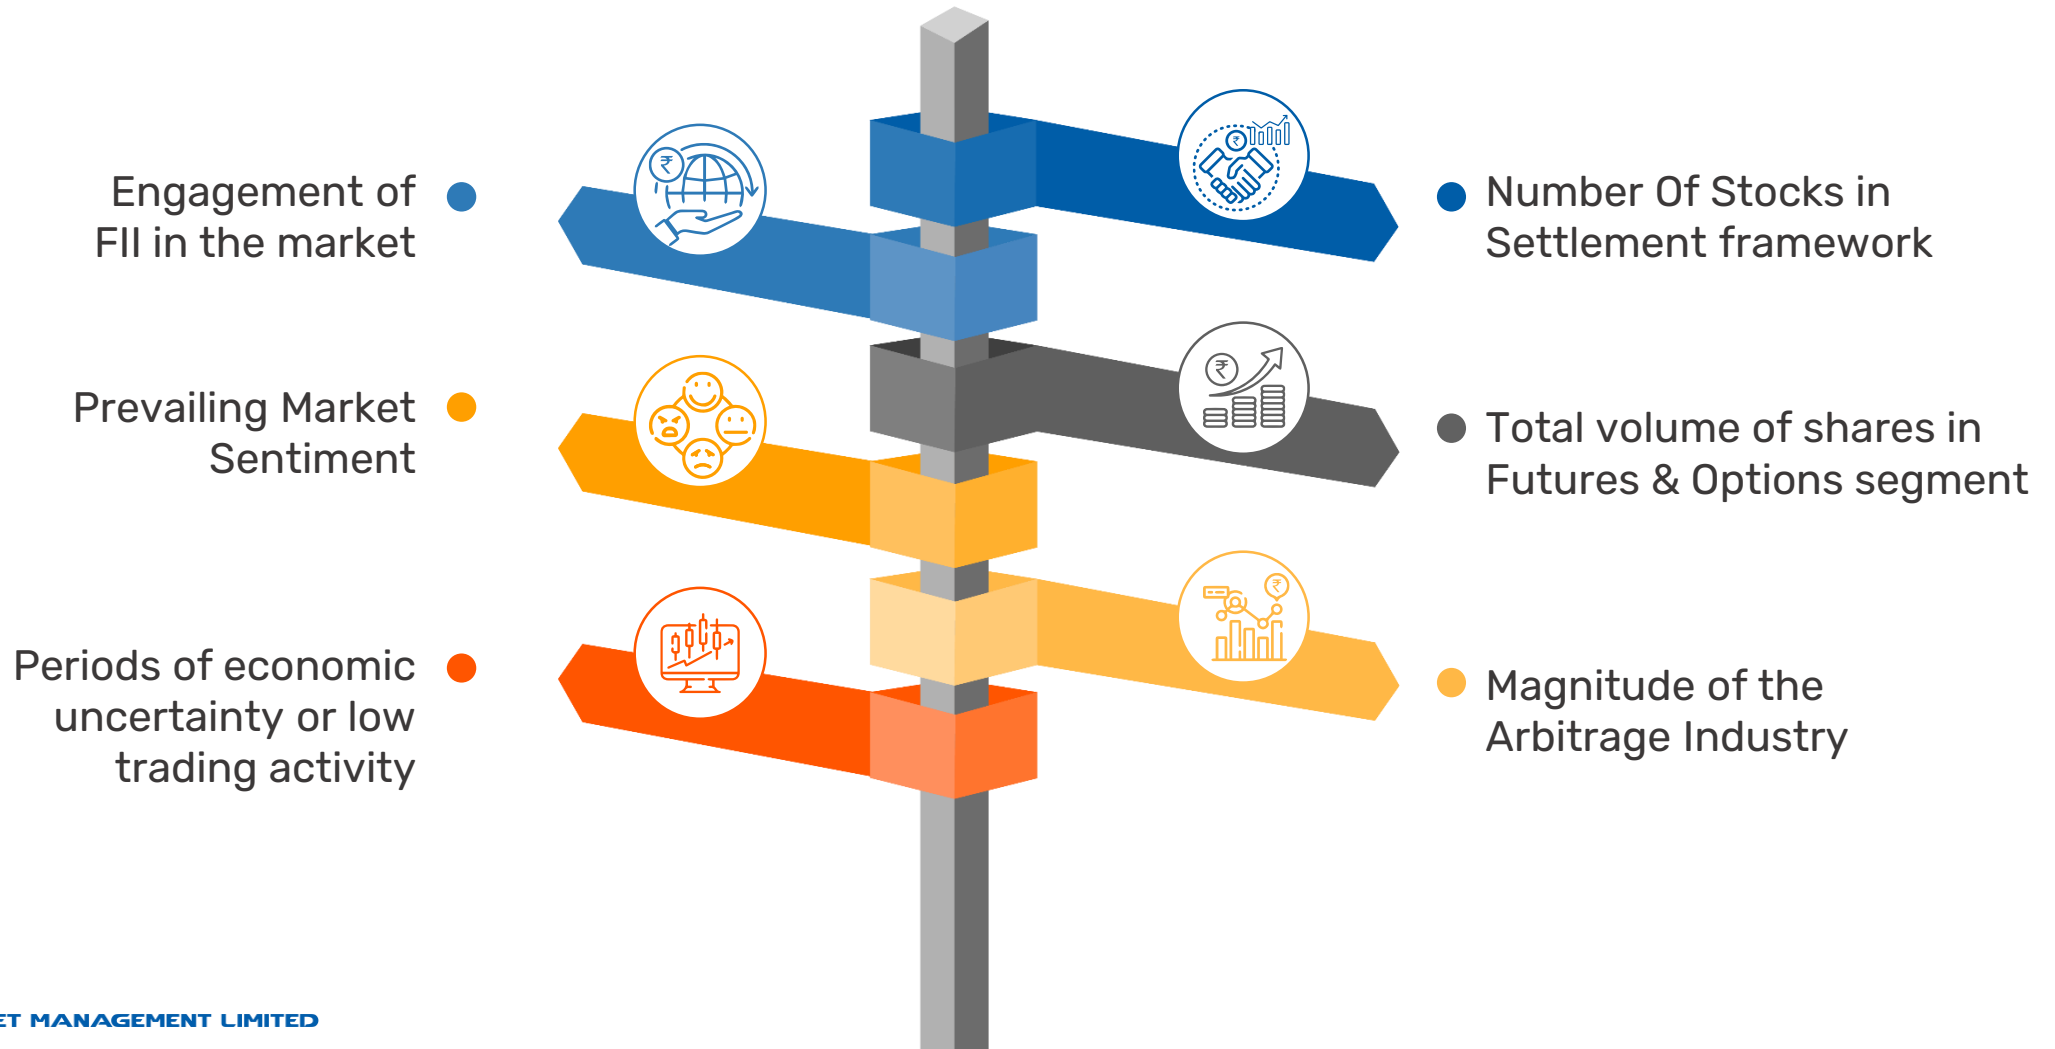 Engagement of
FII in the market
Number Of Stocks in
Settlement framework
Prevailing Market
Sentiment
Total volume of shares in
Futures & Options segment
Periods of economic
uncertainty or low
trading activity
Magnitude of the
Arbitrage Industry
MANAGEMENT LIMITED